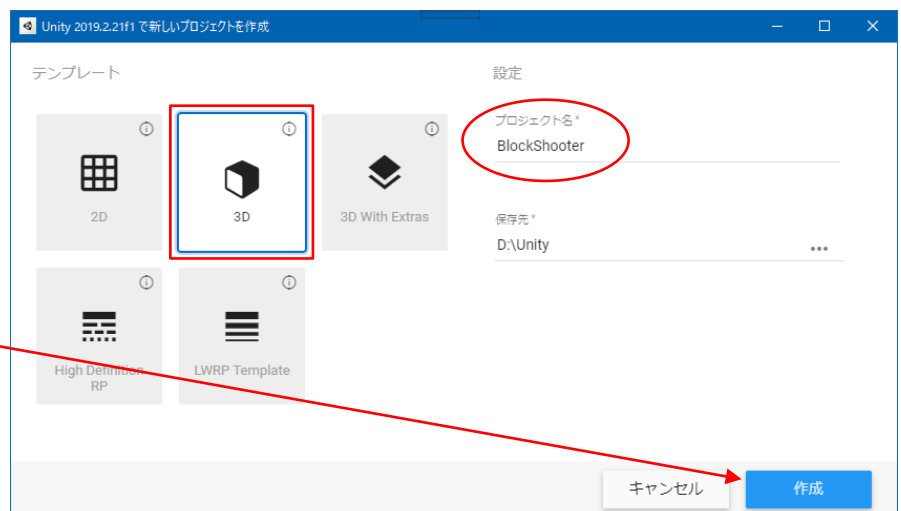 Unity 2019.2.21f1 で新しいプロジェクトを作成
テンプレート
設定
2D
3D
3D With Extras
High Definition
RP
LWRP Template
プロジェクト名*
BlockShooter
保存先*
D:\Unity
キャンセル
作成